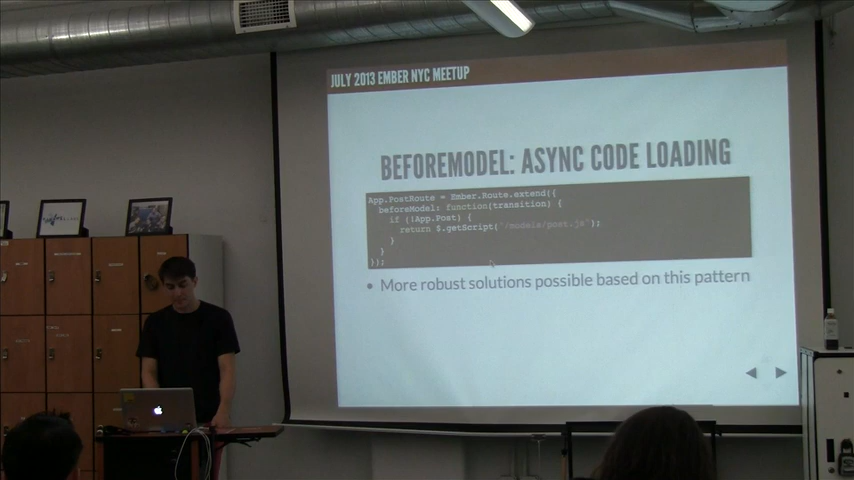 JULY 2013 EMBER NYC MEETUP
BEFOREMODEL: ASYNC CODE LOADING
App.PostRoute = Ember.Route.extend({
beforeModel: function(transition) {
if (!App.Post) {
return $.getScript("/models/post.js");
}
}
});
• More robust solutions possible based on this pattern